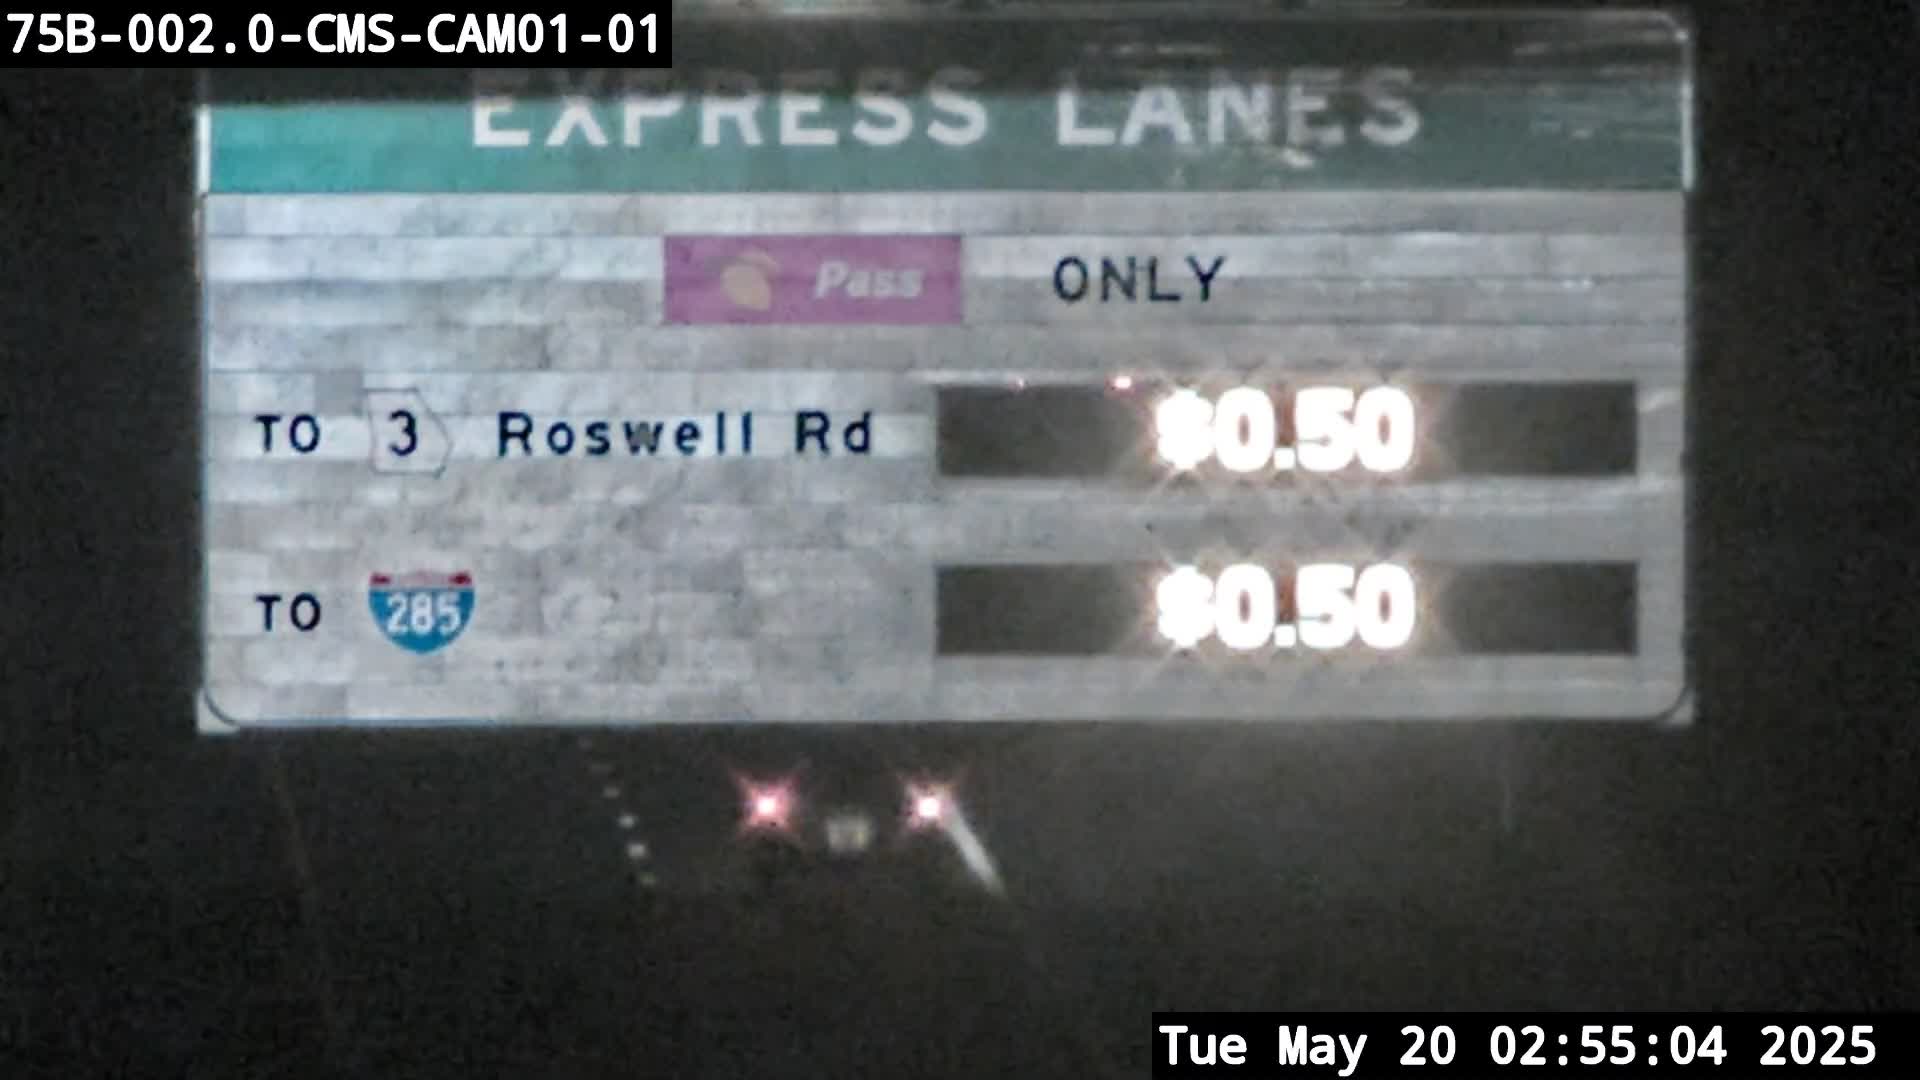 75B-002.0-CMS-CAM01-01
EXPRESS LANES
Pass ONLY
TO 3 Roswell Rd $0.50
TO 285 $0.50
Tue May 20 02:55:04 2025